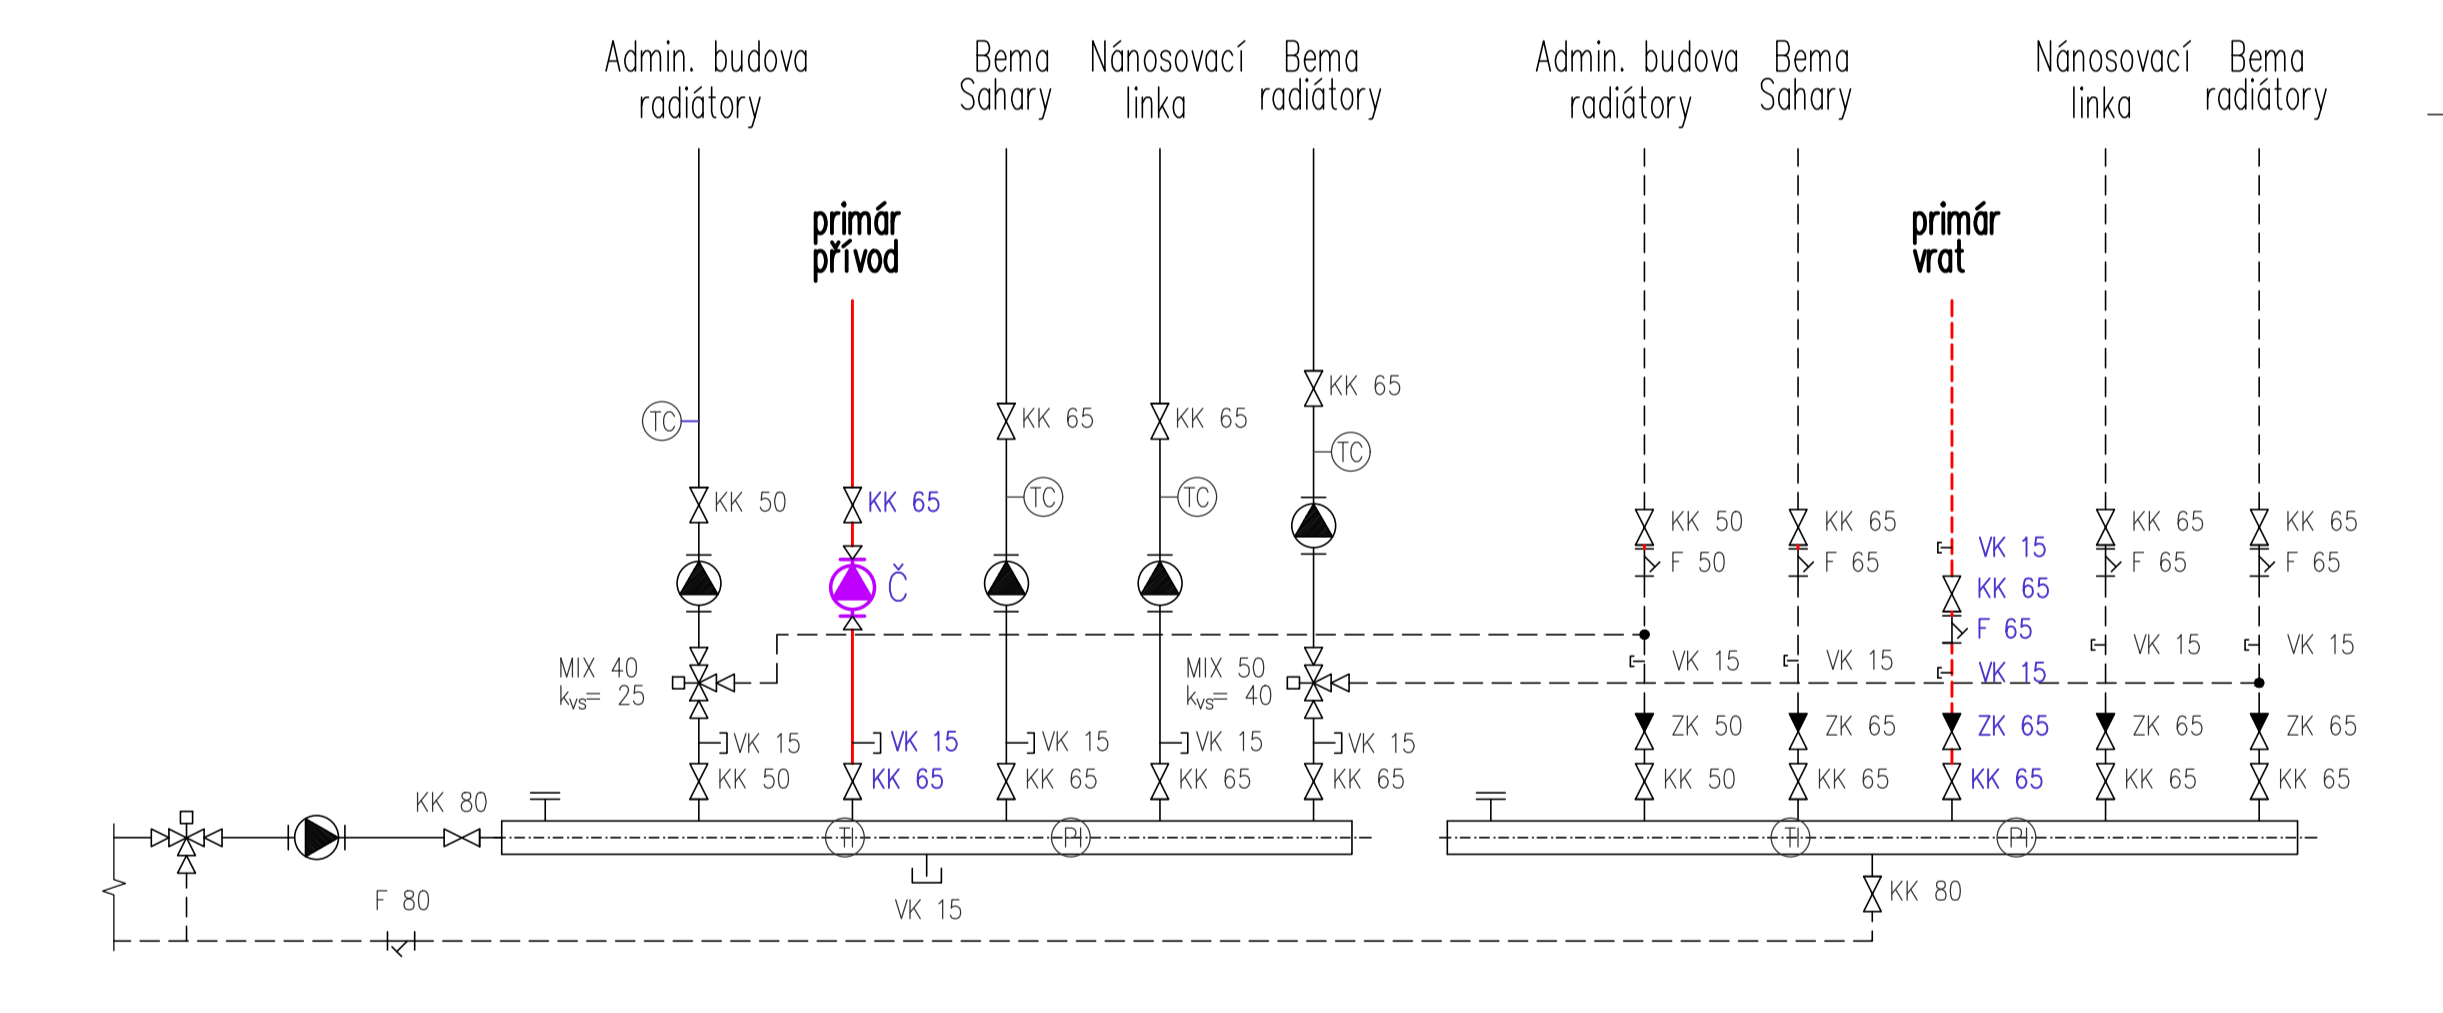 Admin. budova
radiátory
Bema
Sahary
Nánosovací
linka
Bema
radiátory
Admin. budova
radiátory
Bema
Sahary
Nánosovací
linka
Bema
radiátory
primár
přívod
primár
vrat
KK 65
TC
KK 65
KK 65
TC
KK 50
KK 65
TC
TC
KK 50
KK 65
KK 65
KK 65
VK 15
F 50
F 65
F 65
F 65
Č
KK 65
F 65
MIX 40
kvs= 25
MIX 50
kvs= 40
VK 15
VK 15
VK 15
VK 15
VK 15
VK 15
VK 15
VK 15
VK 15
VK 15
ZK 50
ZK 65
ZK 65
ZK 65
ZK 65
KK 50
KK 65
KK 65
KK 65
KK 65
KK 50
KK 65
KK 65
KK 65
KK 65
KK 80
TI
PI
TI
PI
F 80
VK 15
KK 80